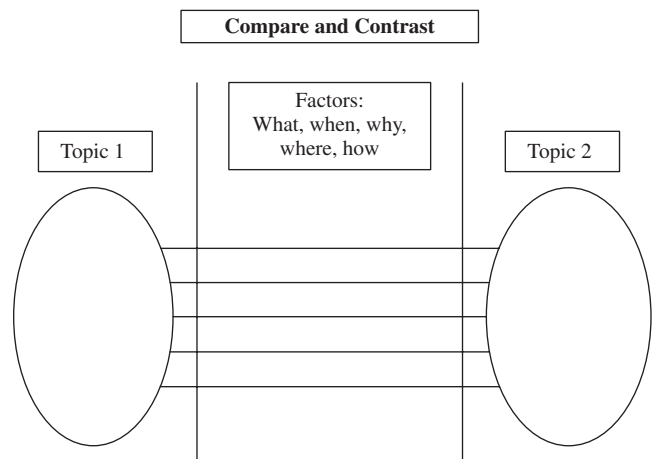 Compare and Contrast
Factors:
What, when, why,
where, how
Topic 1
Topic 2